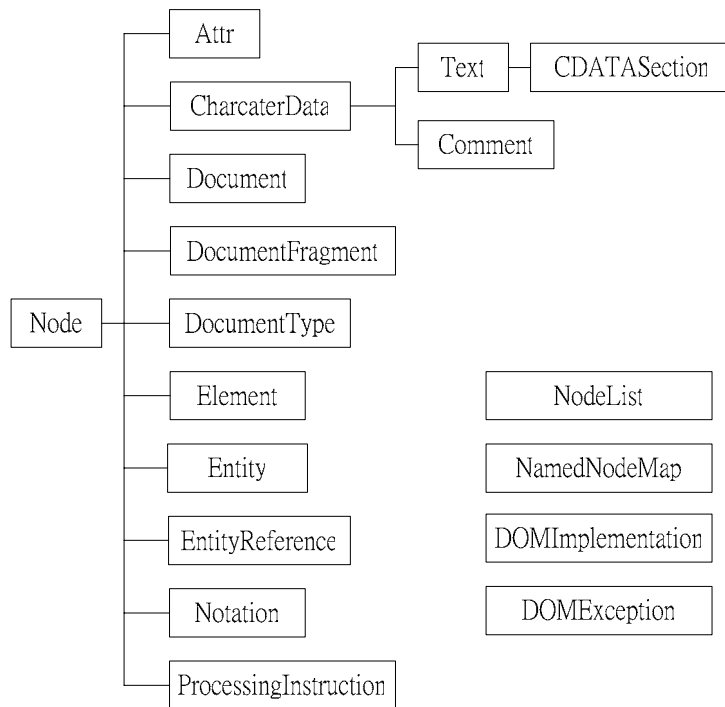 Attr
Text
CDATASection
CharcaterData
Comment
Document
DocumentFragment
Node
DocumentType
Element
NodeList
Entity
NamedNodeMap
EntityReference
DOMImplementation
Notation
DOMException
ProcessingInstruction